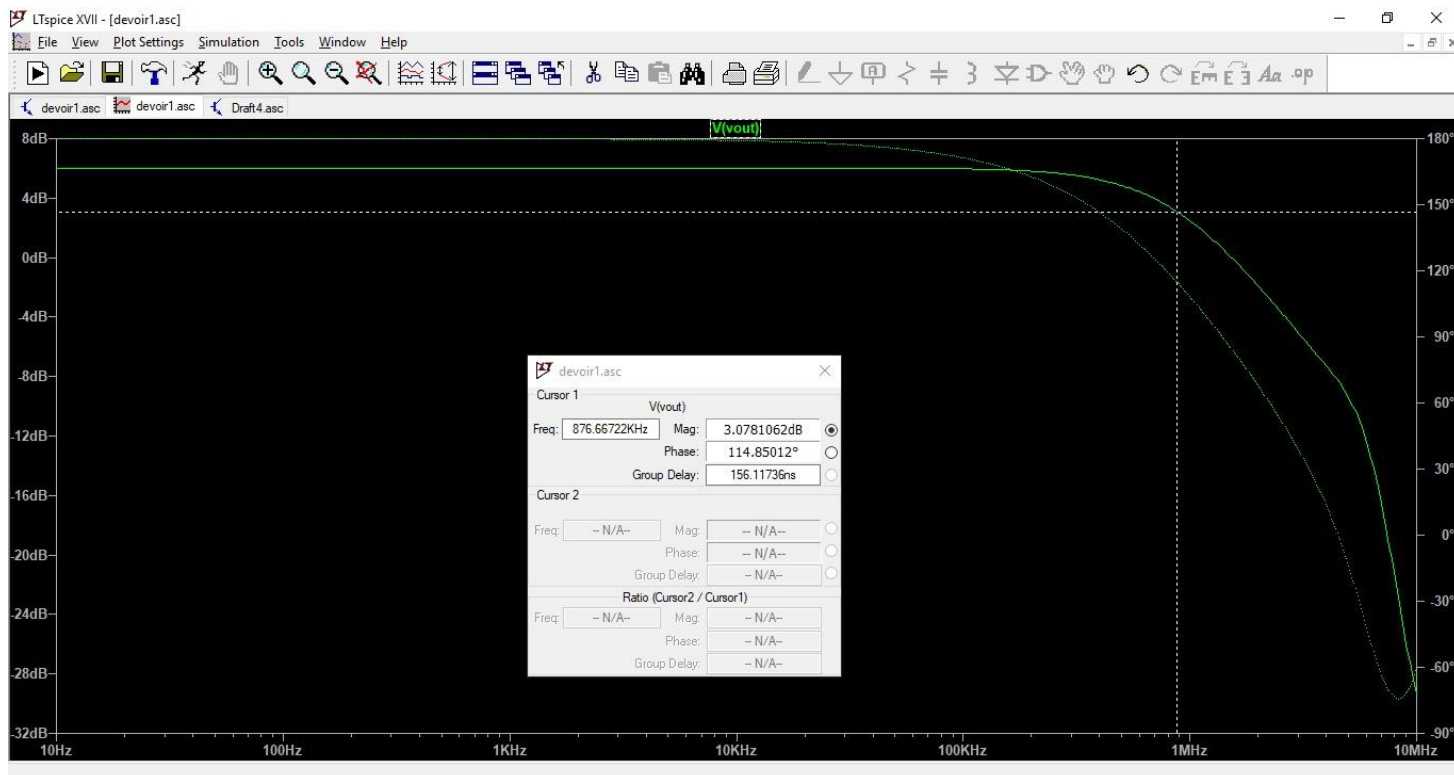 LTspice XVII - [devoir1.asc]
File View Plot Settings Simulation Tools Window Help
devoir1.asc devoir1.asc Draft4.asc
V(vout)
8dB
4dB
0dB
-4dB
-8dB
-12dB
-16dB
-20dB
-24dB
-28dB
-32dB
180°
150°
120°
90°
60°
30°
0°
-30°
-60°
-90°
10Hz 100Hz 1KHz 10KHz 100KHz 1MHz 10MHz
devoir1.asc
Cursor 1
V(vout)
Freq: 876.66722KHz Mag: 3.0781062dB
Phase: 114.85012°
Group Delay: 156.11736ns
Cursor 2
Freq: -- N/A-- Mag: -- N/A--
Phase: -- N/A--
Group Delay: -- N/A--
Ratio (Cursor2 / Cursor1)
Freq: -- N/A-- Mag: -- N/A--
Phase: -- N/A--
Group Delay: -- N/A--